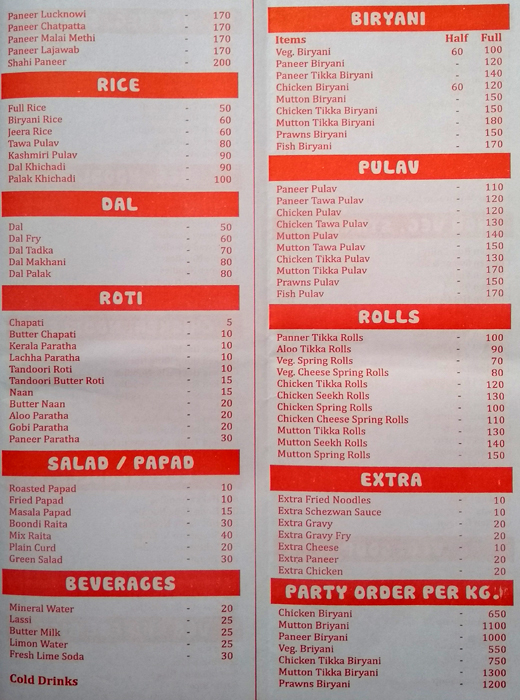 Paneer Lucknowi - 170
Paneer Chatpatta - 170
Paneer Malai Methi - 170
Paneer Lajawab - 170
Shahi Paneer - 200
RICE
Full Rice - 50
Biryani Rice - 60
Jeera Rice - 60
Tawa Pulav - 80
Kashmiri Pulav - 90
Dal Khichadi - 90
Palak Khichadi - 100
DAL
Dal - 50
Dal Fry - 60
Dal Tadka - 70
Dal Makhani - 80
Dal Palak - 80
ROTI
Chapati - 5
Butter Chapati - 10
Kerala Paratha - 10
Lachha Paratha - 10
Tandoori Roti - 10
Tandoori Butter Roti - 15
Naan - 15
Butter Naan - 20
Aloo Paratha - 20
Gobi Paratha - 20
Paneer Paratha - 30
SALAD / PAPAD
Roasted Papad - 10
Fried Papad - 10
Masala Papad - 15
Boondi Raita - 30
Mix Raita - 40
Plain Curd - 20
Green Salad - 30
BEVERAGES
Mineral Water - 20
Lassi - 25
Butter Milk - 25
Limon Water - 25
Fresh Lime Soda - 30
Cold Drinks
BIRYANI
Items Half Full
Veg. Biryani 60 100
Paneer Biryani - 120
Paneer Tikka Biryani - 140
Chicken Biryani 60 120
Mutton Biryani - 150
Chicken Tikka Biryani - 150
Mutton Tikka Biryani - 180
Prawns Biryani - 150
Fish Biryani - 170
PULAV
Paneer Pulav - 110
Paneer Tawa Pulav - 120
Chicken Pulav - 120
Chicken Tawa Pulav - 130
Mutton Pulav - 140
Mutton Tawa Pulav - 150
Chicken Tikka Pulav - 130
Mutton Tikka Pulav - 170
Prawns Pulav - 150
Fish Pulav - 170
ROLLS
Panner Tikka Rolls - 100
Aloo Tikka Rolls - 90
Veg. Spring Rolls - 70
Veg. Cheese Spring Rolls - 80
Chicken Tikka Rolls - 120
Chicken Seekh Rolls - 130
Chicken Spring Rolls - 100
Chicken Cheese Spring Rolls - 110
Mutton Tikka Rolls - 130
Mutton Seekh Rolls - 140
Mutton Spring Rolls - 150
EXTRA
Extra Fried Noodles - 10
Extra Schezwan Sauce - 10
Extra Gravy - 20
Extra Gravy Fry - 20
Extra Cheese - 10
Extra Paneer - 20
Extra Chicken - 20
PARTY ORDER PER KG.
Chicken Biryani - 650
Mutton Briyani - 1100
Paneer Biryani - 1000
Veg. Briyani - 550
Chicken Tikka Biryani - 750
Mutton Tikka Biryani - 1300
Prawns Biryani - 1200